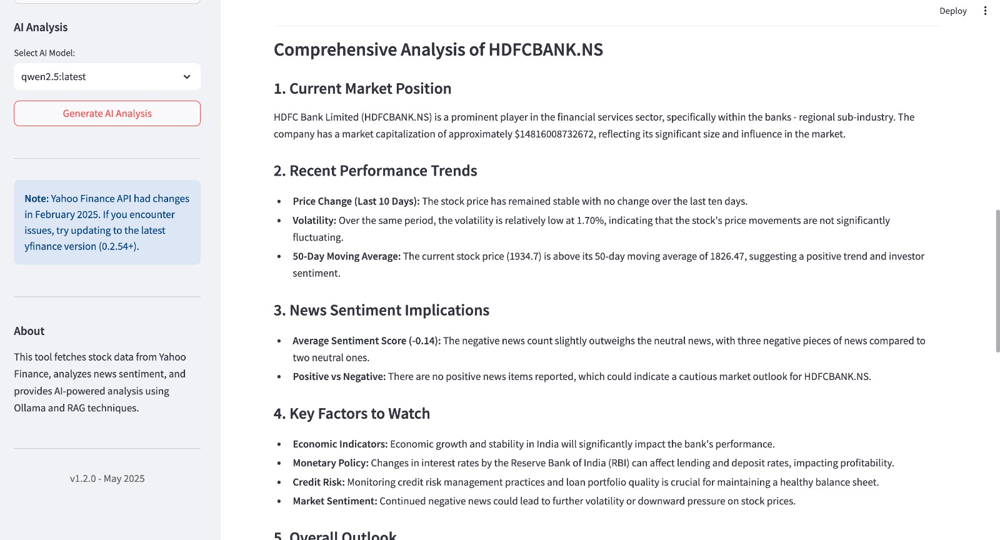 AI Analysis
Select AI Model:
qwen2.5:latest
Generate AI Analysis
Note: Yahoo Finance API had changes
in February 2025. If you encounter
issues, try updating to the latest
yfinance version (0.2.54+).
About
This tool fetches stock data from Yahoo
Finance, analyzes news sentiment, and
provides AI-powered analysis using
Ollama and RAG techniques.
v1.2.0 - May 2025
Deploy
Comprehensive Analysis of HDFCBANK.NS
1. Current Market Position
HDFC Bank Limited (HDFCBANK.NS) is a prominent player in the financial services sector, specifically within the banks - regional sub-industry. The
company has a market capitalization of approximately $14816008732672, reflecting its significant size and influence in the market.
2. Recent Performance Trends
• Price Change (Last 10 Days): The stock price has remained stable with no change over the last ten days.
• Volatility: Over the same period, the volatility is relatively low at 1.70%, indicating that the stock's price movements are not significantly
fluctuating.
• 50-Day Moving Average: The current stock price (1934.7) is above its 50-day moving average of 1826.47, suggesting a positive trend and investor
sentiment.
3. News Sentiment Implications
• Average Sentiment Score (-0.14): The negative news count slightly outweighs the neutral news, with three negative pieces of news compared to
two neutral ones.
• Positive vs Negative: There are no positive news items reported, which could indicate a cautious market outlook for HDFCBANK.NS.
4. Key Factors to Watch
• Economic Indicators: Economic growth and stability in India will significantly impact the bank's performance.
• Monetary Policy: Changes in interest rates by the Reserve Bank of India (RBI) can affect lending and deposit rates, impacting profitability.
• Credit Risk: Monitoring credit risk management practices and loan portfolio quality is crucial for maintaining a healthy balance sheet.
• Market Sentiment: Continued negative news could lead to further volatility or downward pressure on stock prices.
5. Overall Outlook